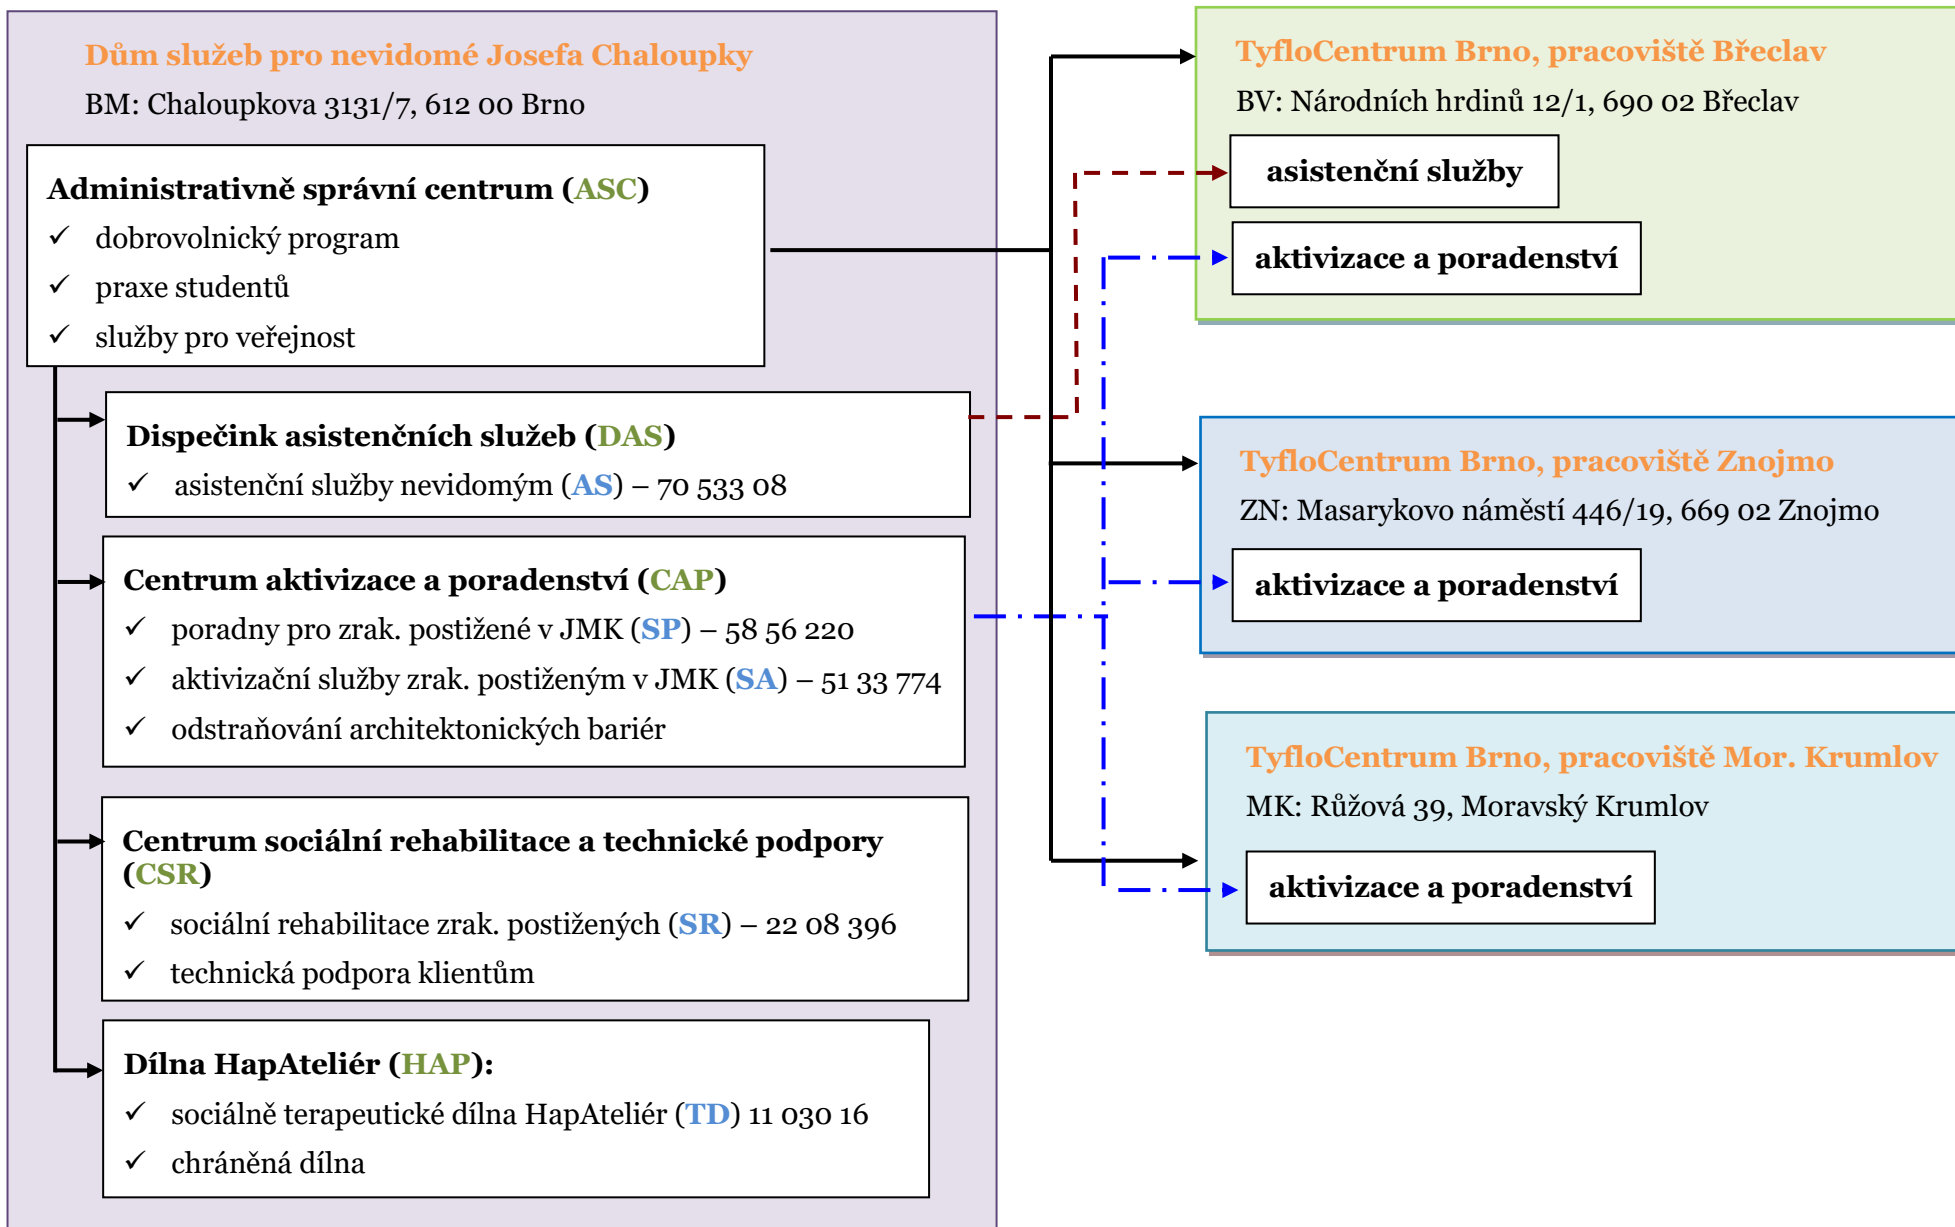 Dům služeb pro nevidomé Josefa Chaloupky
BM: Chaloupkova 3131/7, 612 00 Brno
Administrativně správní centrum (ASC)
✓ dobrovolnický program
✓ praxe studentů
✓ služby pro veřejnost
Dispečink asistenčních služeb (DAS)
✓ asistenční služby nevidomým (AS) – 70 533 08
Centrum aktivizace a poradenství (CAP)
✓ poradny pro zrak. postižené v JMK (SP) – 58 56 220
✓ aktivizační služby zrak. postiženým v JMK (SA) – 51 33 774
✓ odstraňování architektonických bariér
Centrum sociální rehabilitace a technické podpory
(CSR)
✓ sociální rehabilitace zrak. postižených (SR) – 22 08 396
✓ technická podpora klientům
Dílna HapAteliér (HAP):
✓ sociálně terapeutické dílna HapAteliér (TD) 11 030 16
✓ chráněná dílna
TyfloCentrum Brno, pracoviště Břeclav
BV: Národních hrdinů 12/1, 690 02 Břeclav
asistenční služby
aktivizace a poradenství
TyfloCentrum Brno, pracoviště Znojmo
ZN: Masarykovo náměstí 446/19, 669 02 Znojmo
aktivizace a poradenství
TyfloCentrum Brno, pracoviště Mor. Krumlov
MK: Růžová 39, Moravský Krumlov
aktivizace a poradenství